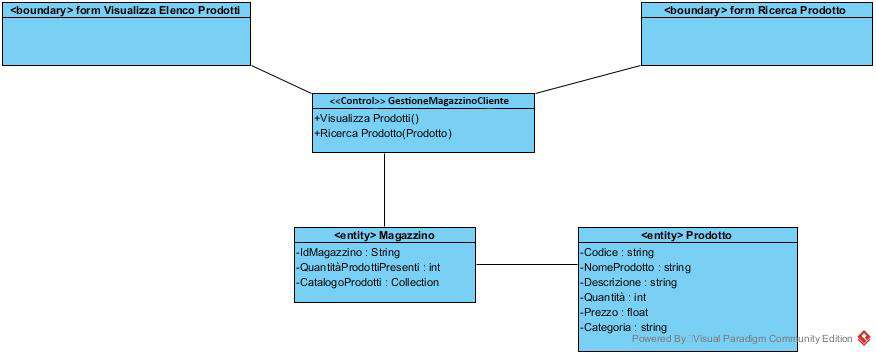 <boundary> form Visualizza Elenco Prodotti
<boundary> form Ricerca Prodotto
<<Control>> GestioneMagazzinoCliente
+Visualizza Prodotti()
+Ricerca Prodotto(Prodotto)
<entity> Magazzino
-IdMagazzino : String
-QuantitàProdottiPresenti : int
-CatalogoProdotti : Collection
<entity> Prodotto
-Codice : string
-NomeProdotto : string
-Descrizione : string
-Quantità : int
-Prezzo : float
-Categoria : string
Powered By Visual Paradigm Community Edition